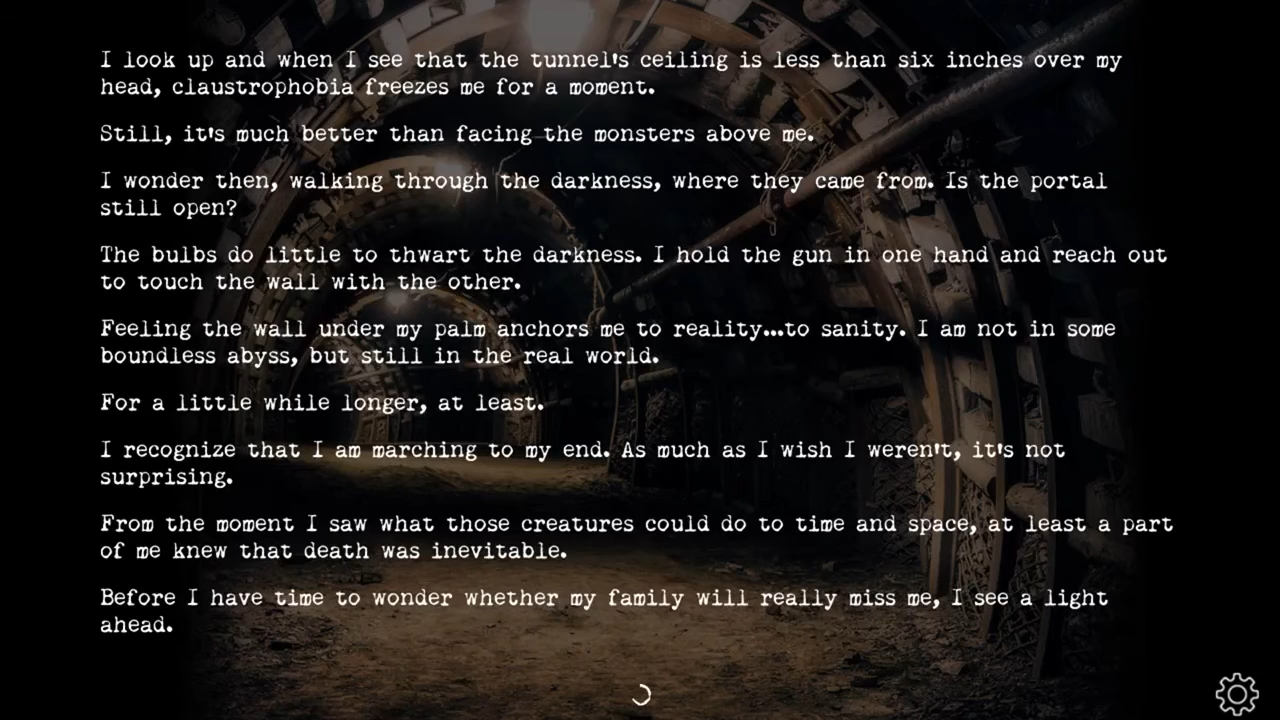 I look up and when I see that the tunnel's ceiling is less than six inches over my
head, claustrophobia freezes me for a moment.
Still, it's much better than facing the monsters above me.
I wonder then, walking through the darkness, where they came from. Is the portal
still open?
The bulbs do little to thwart the darkness. I hold the gun in one hand and reach out
to touch the wall with the other.
Feeling the wall under my palm anchors me to reality...to sanity. I am not in some
boundless abyss, but still in the real world.
For a little while longer, at least.
I recognize that I am marching to my end. As much as I wish I weren't, it's not
surprising.
From the moment I saw what those creatures could do to time and space, at least a part
of me knew that death was inevitable.
Before I have time to wonder whether my family will really miss me, I see a light
ahead.